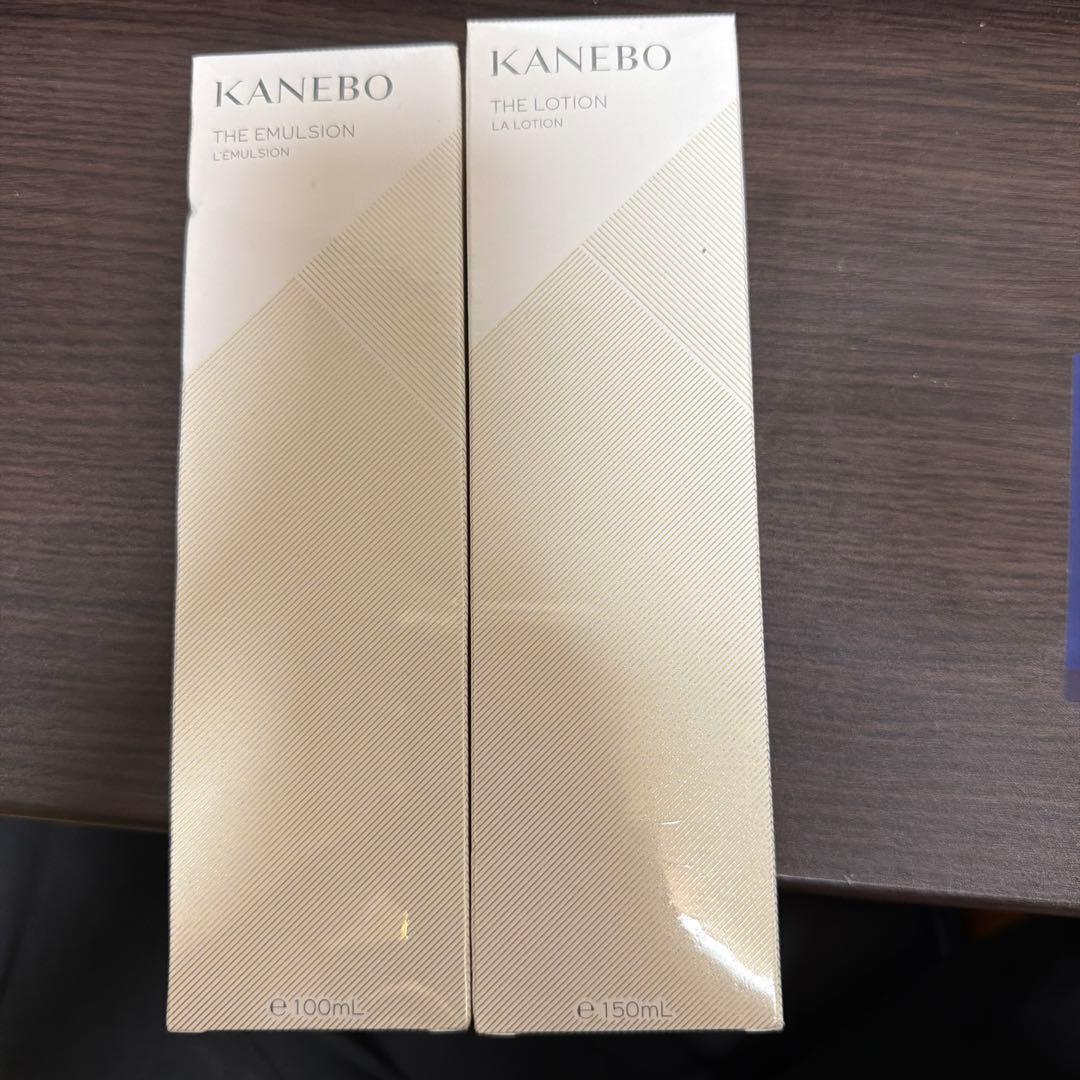 KANEBO
THE EMULSION
L'ÉMULSION
℮100mL
KANEBO
THE LOTION
LA LOTION
℮150mL